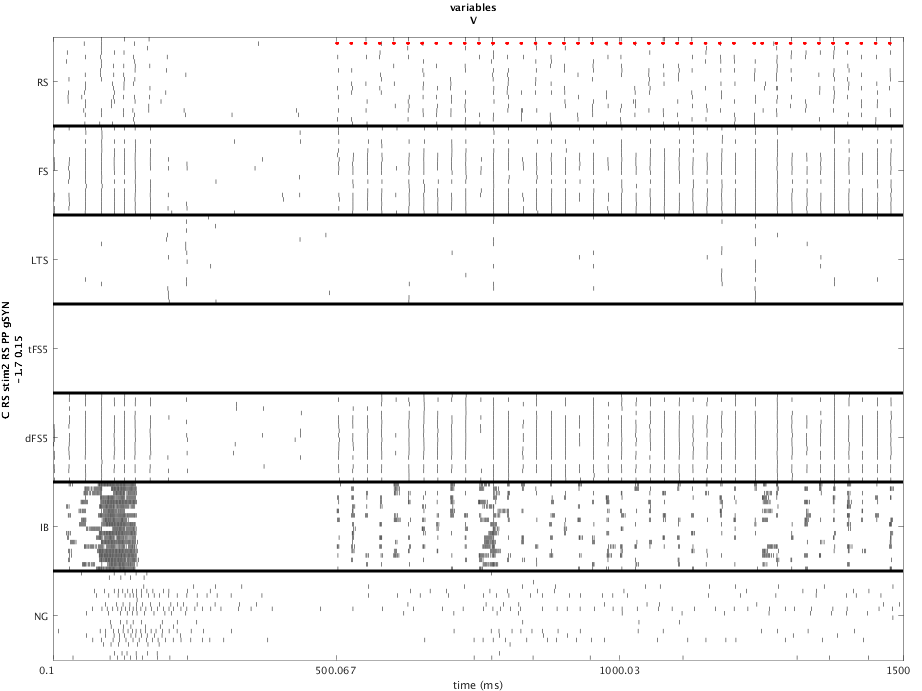 variables
V
RS
FS
LTS
tFS5
dFS5
IB
NG
C RS stim2 RS PP gSYN
-1.7 0.15
0.1
500.067
1000.03
1500
time (ms)